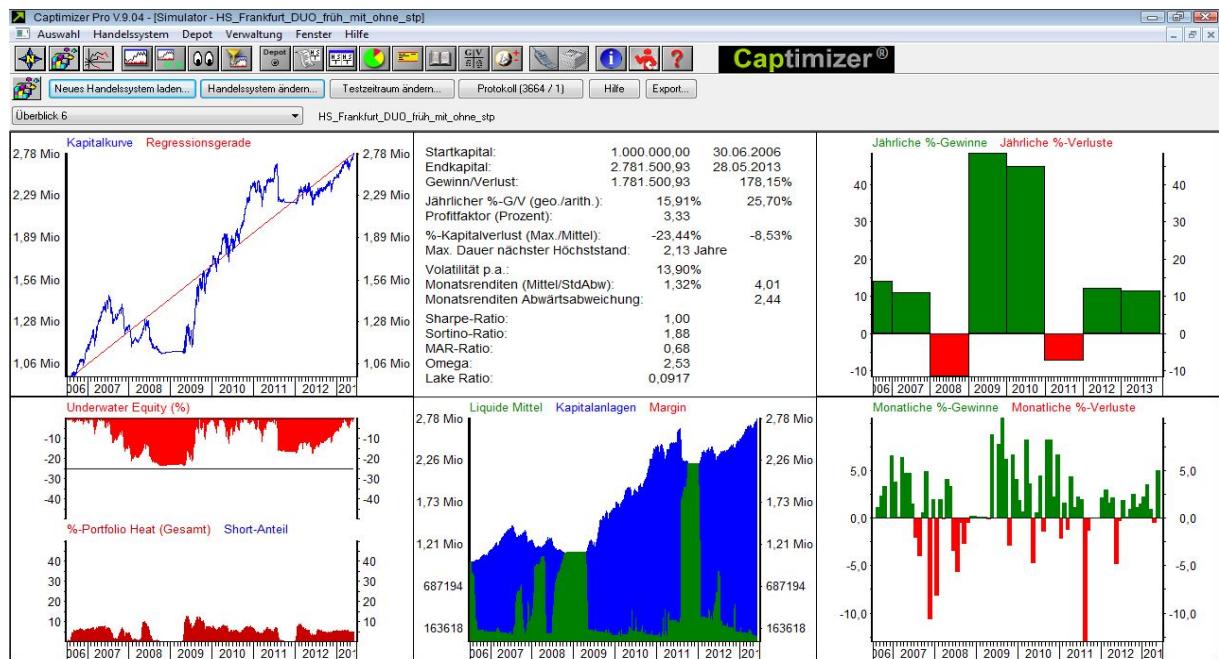 Captimizer Pro V.9.04 - [Simulator - HS_Frankfurt_DUO_früh_mit_ohne_stp]
Auswahl Handelssystem Depot Verwaltung Fenster Hilfe
Depot
G|V
Captimizer®
Neues Handelssystem laden... Handelssystem ändern... Testzeitraum ändern... Protokoll (3664 / 1) Hilfe Export...
Überblick 6 HS_Frankfurt_DUO_früh_mit_ohne_stp
Kapitalkurve Regressionsgerade
2,78 Mio 2,78 Mio
2,29 Mio 2,29 Mio
1,89 Mio 1,89 Mio
1,56 Mio 1,56 Mio
1,28 Mio 1,28 Mio
1,06 Mio 1,06 Mio
006 2007 2008 2009 2010 2011 2012 201
Startkapital: 1.000.000,00 30.06.2006
Endkapital: 2.781.500,93 28.05.2013
Gewinn/Verlust: 1.781.500,93 178,15%
Jährlicher %-G/V (geo./arith.): 15,91% 25,70%
Profitfaktor (Prozent): 3,33
%-Kapitalverlust (Max./Mittel): -23,44% -8,53%
Max. Dauer nächster Höchststand: 2,13 Jahre
Volatilität p.a.: 13,90%
Monatsrenditen (Mittel/StdAbw): 1,32% 4,01
Monatsrenditen Abwärtsabweichung: 2,44
Sharpe-Ratio: 1,00
Sortino-Ratio: 1,88
MAR-Ratio: 0,68
Omega: 2,53
Lake Ratio: 0,0917
Jährliche %-Gewinne Jährliche %-Verluste
40 40
30 30
20 20
10 10
0 0
-10 -10
006 2007 2008 2009 2010 2011 2012 2013
Underwater Equity (%)
-10 -10
-20 -20
-30 -30
-40 -40
%-Portfolio Heat (Gesamt) Short-Anteil
40 40
30 30
20 20
10 10
006 2007 2008 2009 2010 2011 2012 201
Liquide Mittel Kapitalanlagen Margin
2,78 Mio 2,78 Mio
2,26 Mio 2,26 Mio
1,73 Mio 1,73 Mio
1,21 Mio 1,21 Mio
687194 687194
163618 163618
006 2007 2008 2009 2010 2011 2012 201
Monatliche %-Gewinne Monatliche %-Verluste
5,0 5,0
0,0 0,0
-5,0 -5,0
-10,0 -10,0
006 2007 2008 2009 2010 2011 2012 201